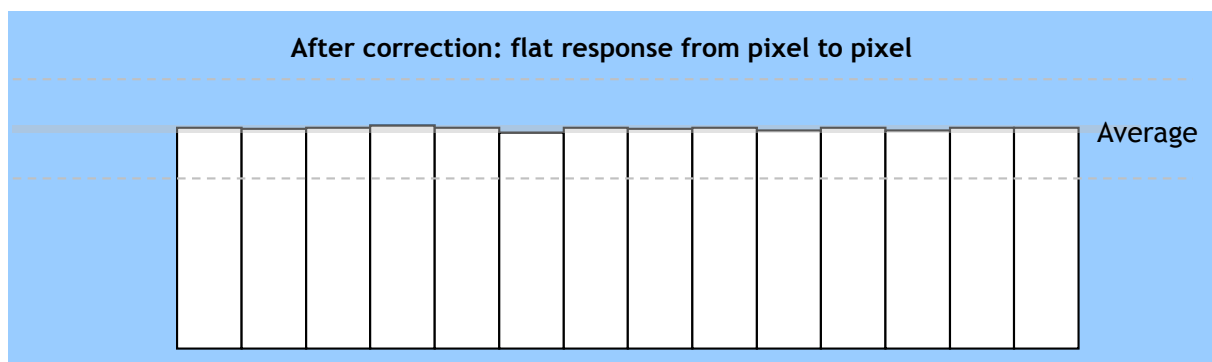 After correction: flat response from pixel to pixel
Average